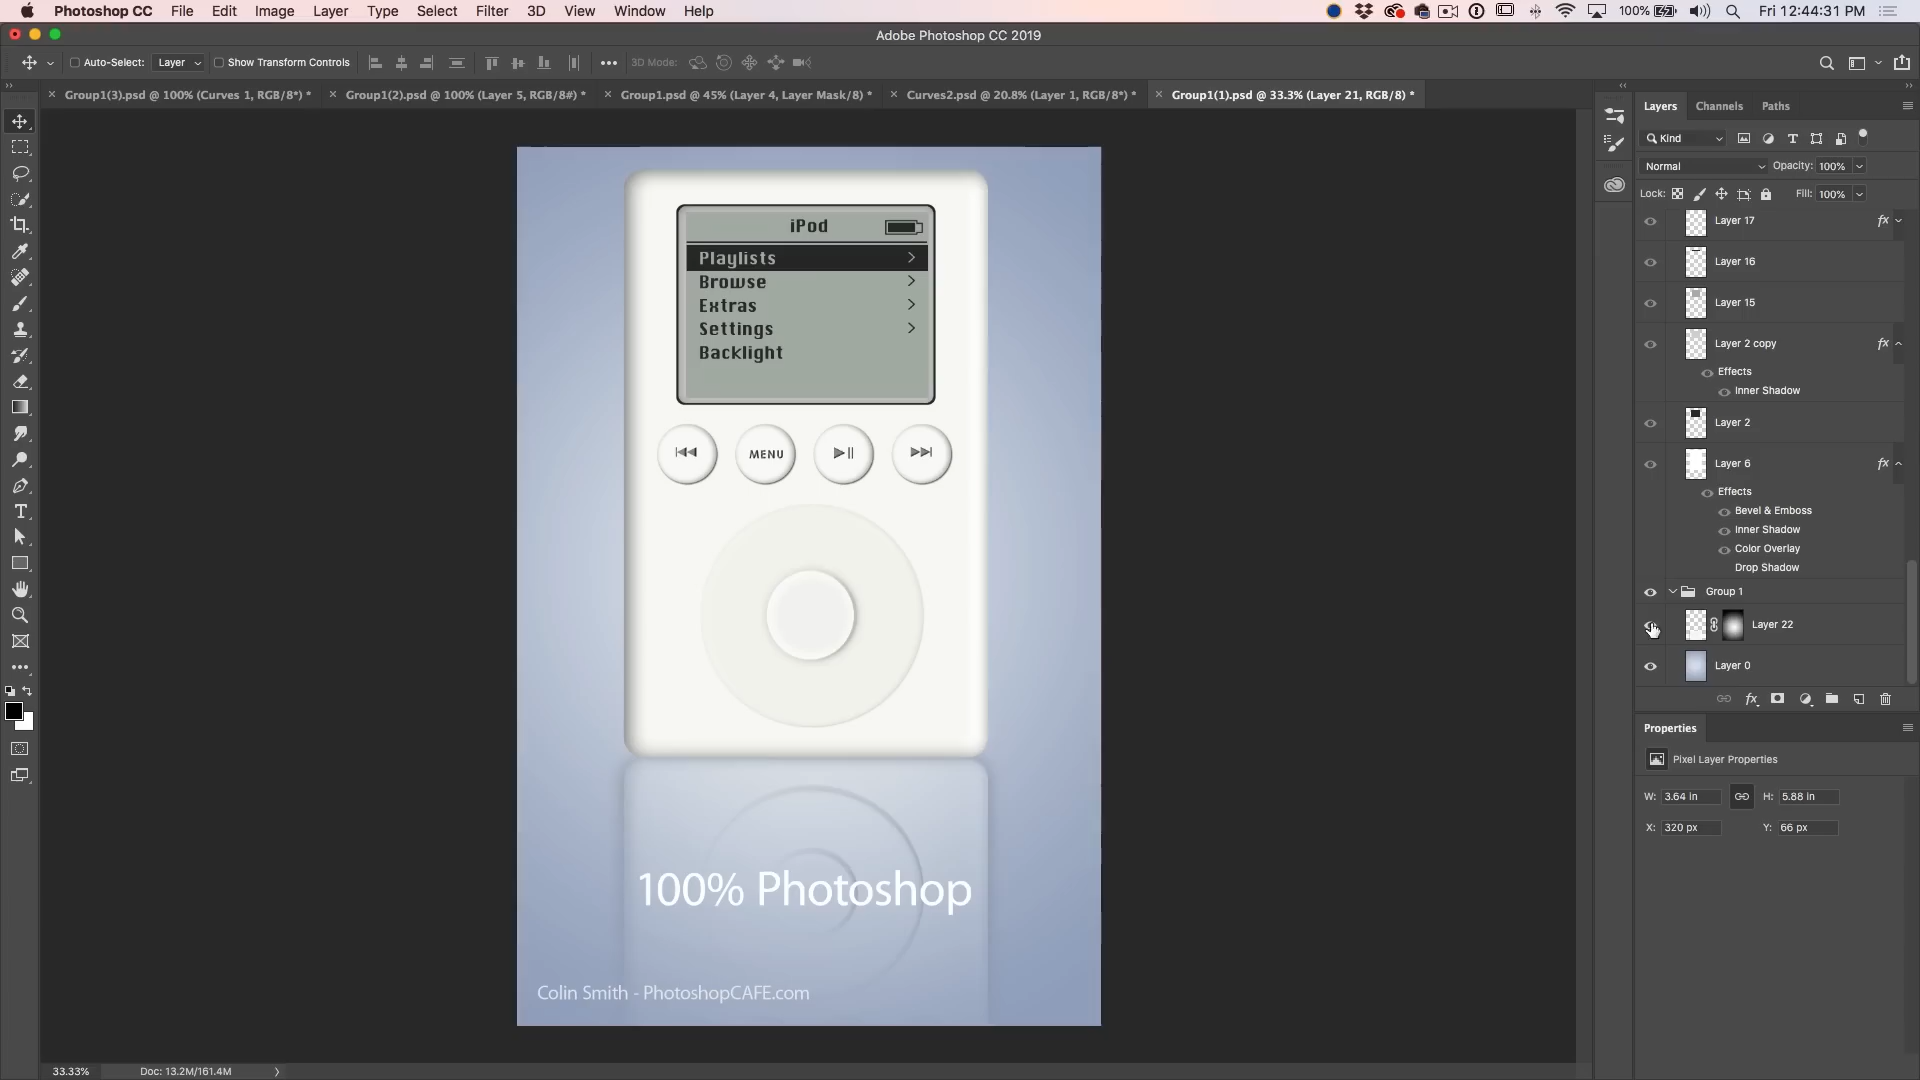 Photoshop CC File Edit Image Layer Type Select Filter 3D View Window Help
100% Fri 12:44:31 PM
Adobe Photoshop CC 2019
Auto-Select: Layer Show Transform Controls 3D Mode:
Group1(3).psd @ 100% (Curves 1, RGB/8*) *
Group1(2).psd @ 100% (Layer 5, RGB/8#) *
Group1.psd @ 45% (Layer 4, Layer Mask/8) *
Curves2.psd @ 20.8% (Layer 1, RGB/8*) *
Group1(1).psd @ 33.3% (Layer 21, RGB/8) *
iPod
Playlists
Browse
Extras
Settings
Backlight
MENU
100% Photoshop
Colin Smith - PhotoshopCAFE.com
33.33% Doc: 13.2M/161.4M
Layers Channels Paths
Kind
Normal Opacity: 100%
Lock: Fill: 100%
Layer 17 fx
Layer 16
Layer 15
Layer 2 copy fx
Effects
Inner Shadow
Layer 2
Layer 6 fx
Effects
Bevel & Emboss
Inner Shadow
Color Overlay
Drop Shadow
Group 1
Layer 22
Layer 0
fx
Properties
Pixel Layer Properties
W: 3.64 in H: 5.88 in
X: 320 px Y: 66 px